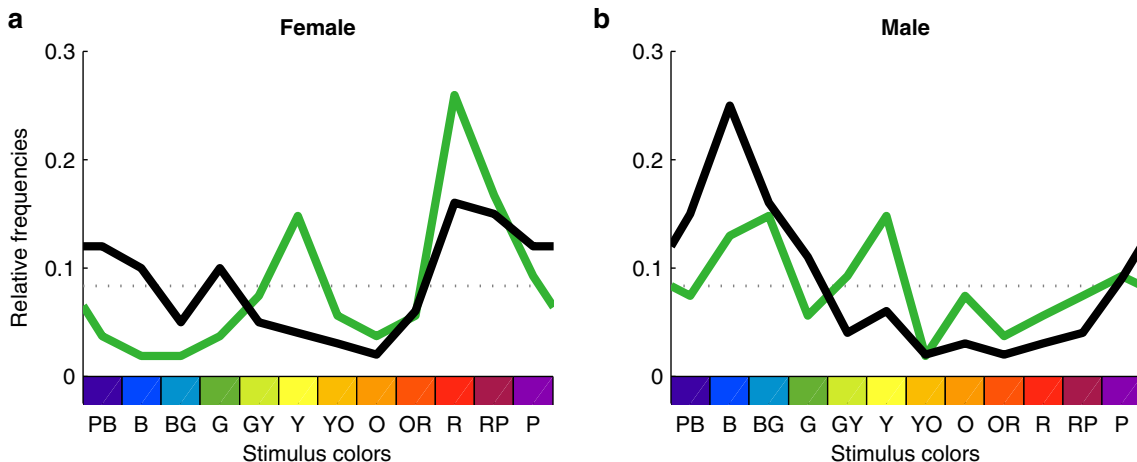 a
Female
0.3
0.2
0.1
0
Relative frequencies
PB B BG G GY Y YO O OR R RP P
Stimulus colors
b
Male
0.3
0.2
0.1
0
PB B BG G GY Y YO O OR R RP P
Stimulus colors